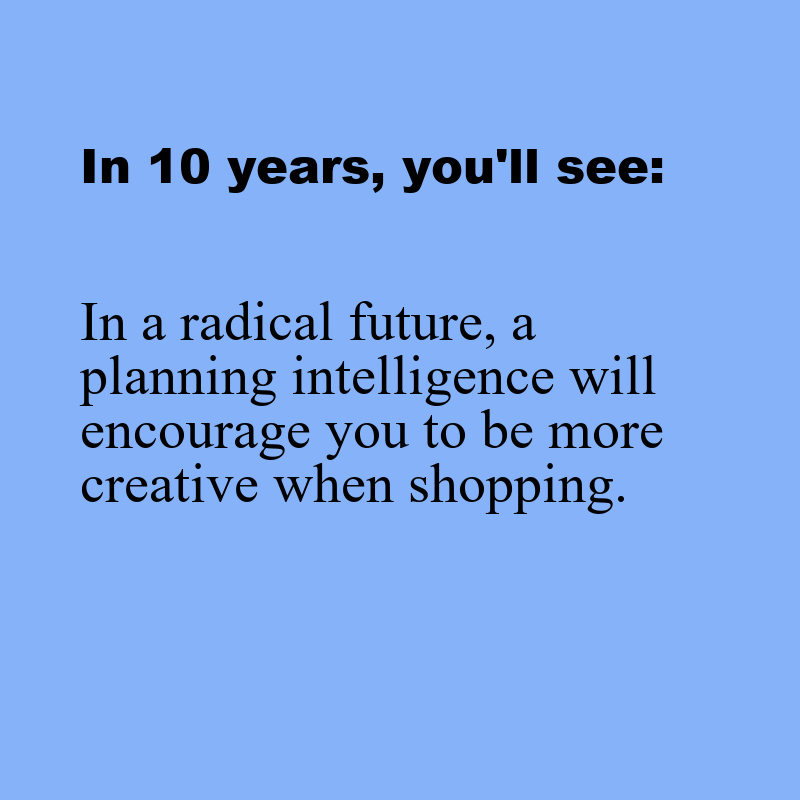 In 10 years, you'll see:
In a radical future, a
planning intelligence will
encourage you to be more
creative when shopping.